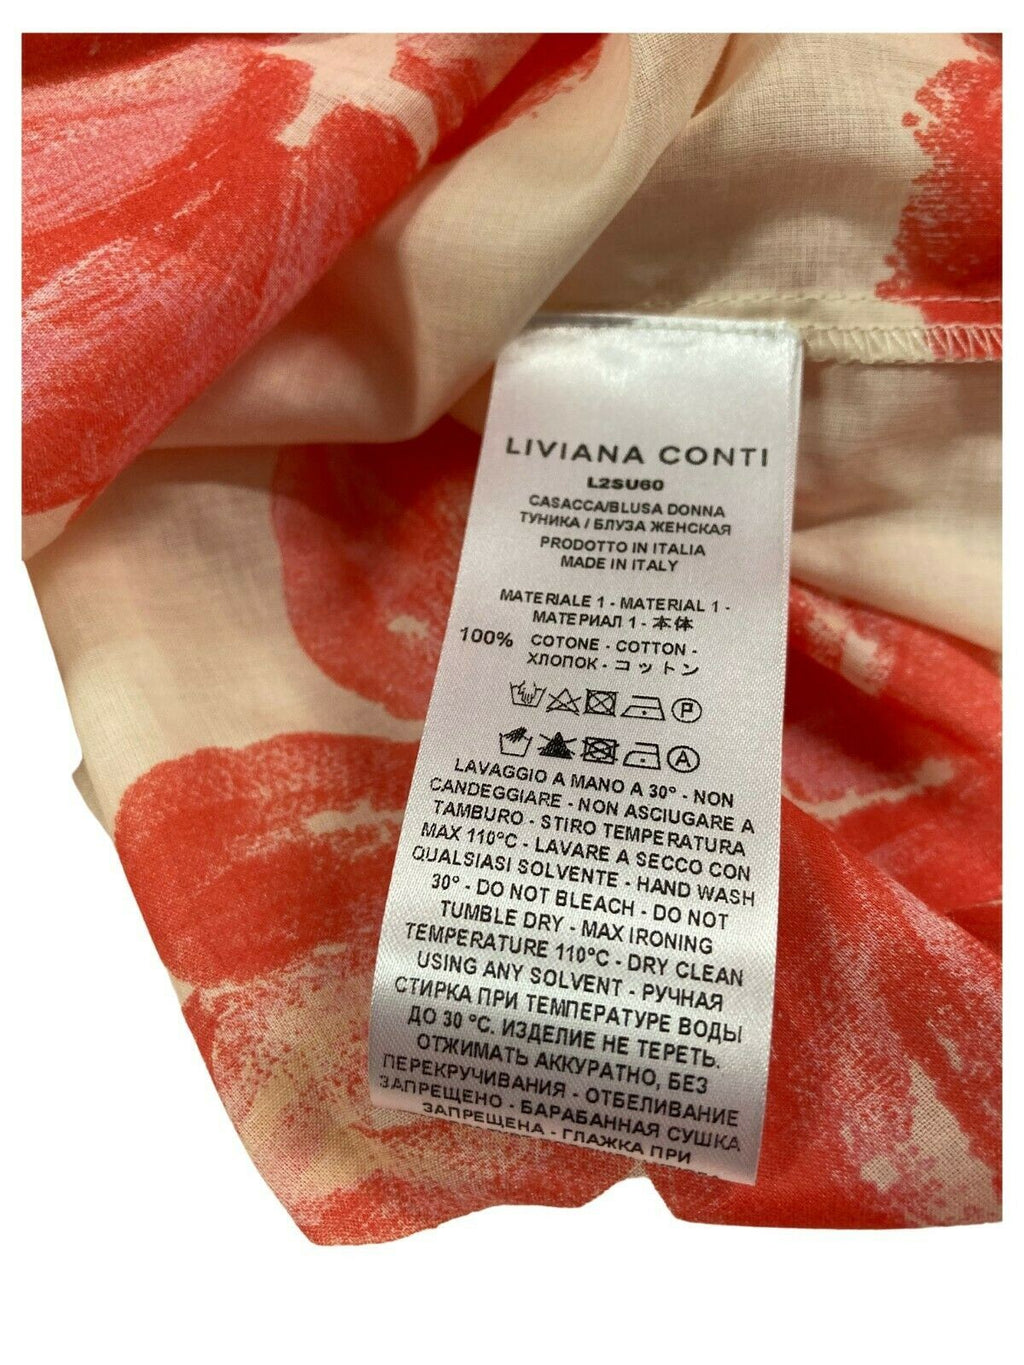 LIVIANA CONTI
L2SU60
CASACCA/BLUSA DONNA
ТУНИКА / БЛУЗА ЖЕНСКАЯ
PRODOTTO IN ITALIA
MADE IN ITALY
MATERIALE 1 - MATERIAL 1 -
МАТЕРИАЛ 1 - 本体
100% COTONE - COTTON -
ХЛОПОК - コットン
P
A
LAVAGGIO A MANO A 30° - NON
CANDEGGIARE - NON ASCIUGARE A
TAMBURO - STIRO TEMPERATURA
MAX 110°C - LAVARE A SECCO CON
QUALSIASI SOLVENTE - HAND WASH
30° - DO NOT BLEACH - DO NOT
TUMBLE DRY - MAX IRONING
TEMPERATURE 110°C - DRY CLEAN
USING ANY SOLVENT - РУЧНАЯ
СТИРКА ПРИ ТЕМПЕРАТУРЕ ВОДЫ
ДО 30 °С. ИЗДЕЛИЕ НЕ ТЕРЕТЬ.
ОТЖИМАТЬ АККУРАТНО, БЕЗ
ПЕРЕКРУЧИВАНИЯ - ОТБЕЛИВАНИЕ
ЗАПРЕЩЕНО - БАРАБАННАЯ СУШКА
ЗАПРЕЩЕНА - ГЛАЖКА ПРИ